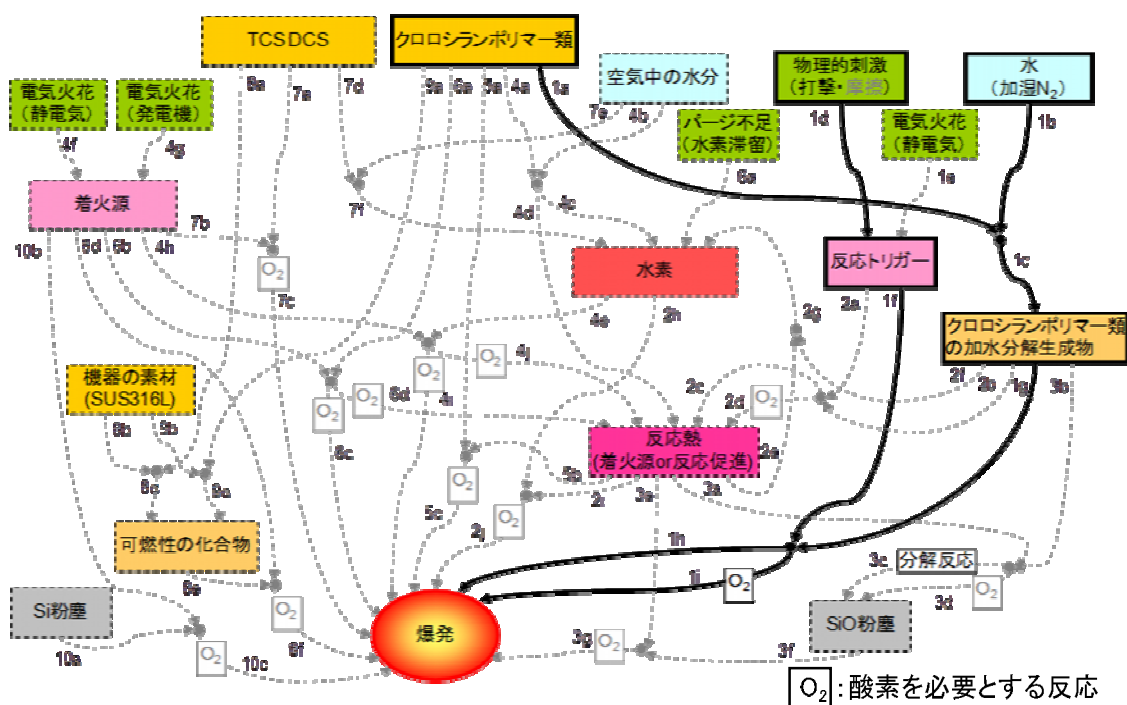 TCSDCS
クロロシランポリマー類
空気中の水分
物理的刺激
(打撃・摩擦)
水
(加湿N₂)
電気火花
(静電気)
電気火花
(発電機)
パージ不足
(水素滞留)
電気火花
(静電気)
8a
7a
7d
9a
6a
5a
4a
1a
7e
4b
1d
1b
4f
4g
6a
1e
着火源
7f
4d
4c
10b
5d
6b
4h
7b
O₂
7c
水素
反応トリガー
1c
4e
2h
2g
2a
1f
クロロシランポリマー類
の加水分解生成物
機器の素材
(SUS316L)
O₂
4j
O₂
2f
2b
1g
3b
O₂
6d
O₂
4i
2c
2d
O₂
8b
9b
6c
反応熱
(着火源or反応促進)
2e
8c
9c
O₂
5b
2i
3e
3a
5c
2j
O₂
可燃性の化合物
1h
3c
分解反応
8e
1i
O₂
3d
O₂
Si粉塵
O₂
爆発
SiO粉塵
10a
O₂
10c
8f
3g
O₂
3f
O₂:酸素を必要とする反応